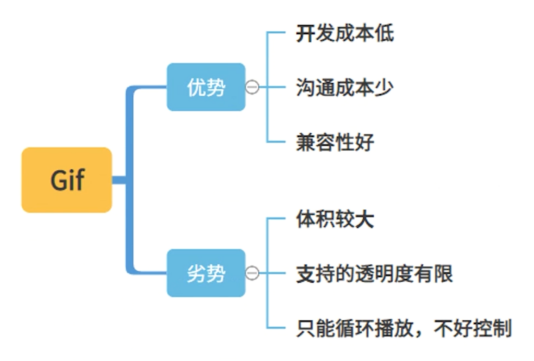 Gif
优势
开发成本低
沟通成本少
兼容性好
劣势
体积较大
支持的透明度有限
只能循环播放，不好控制